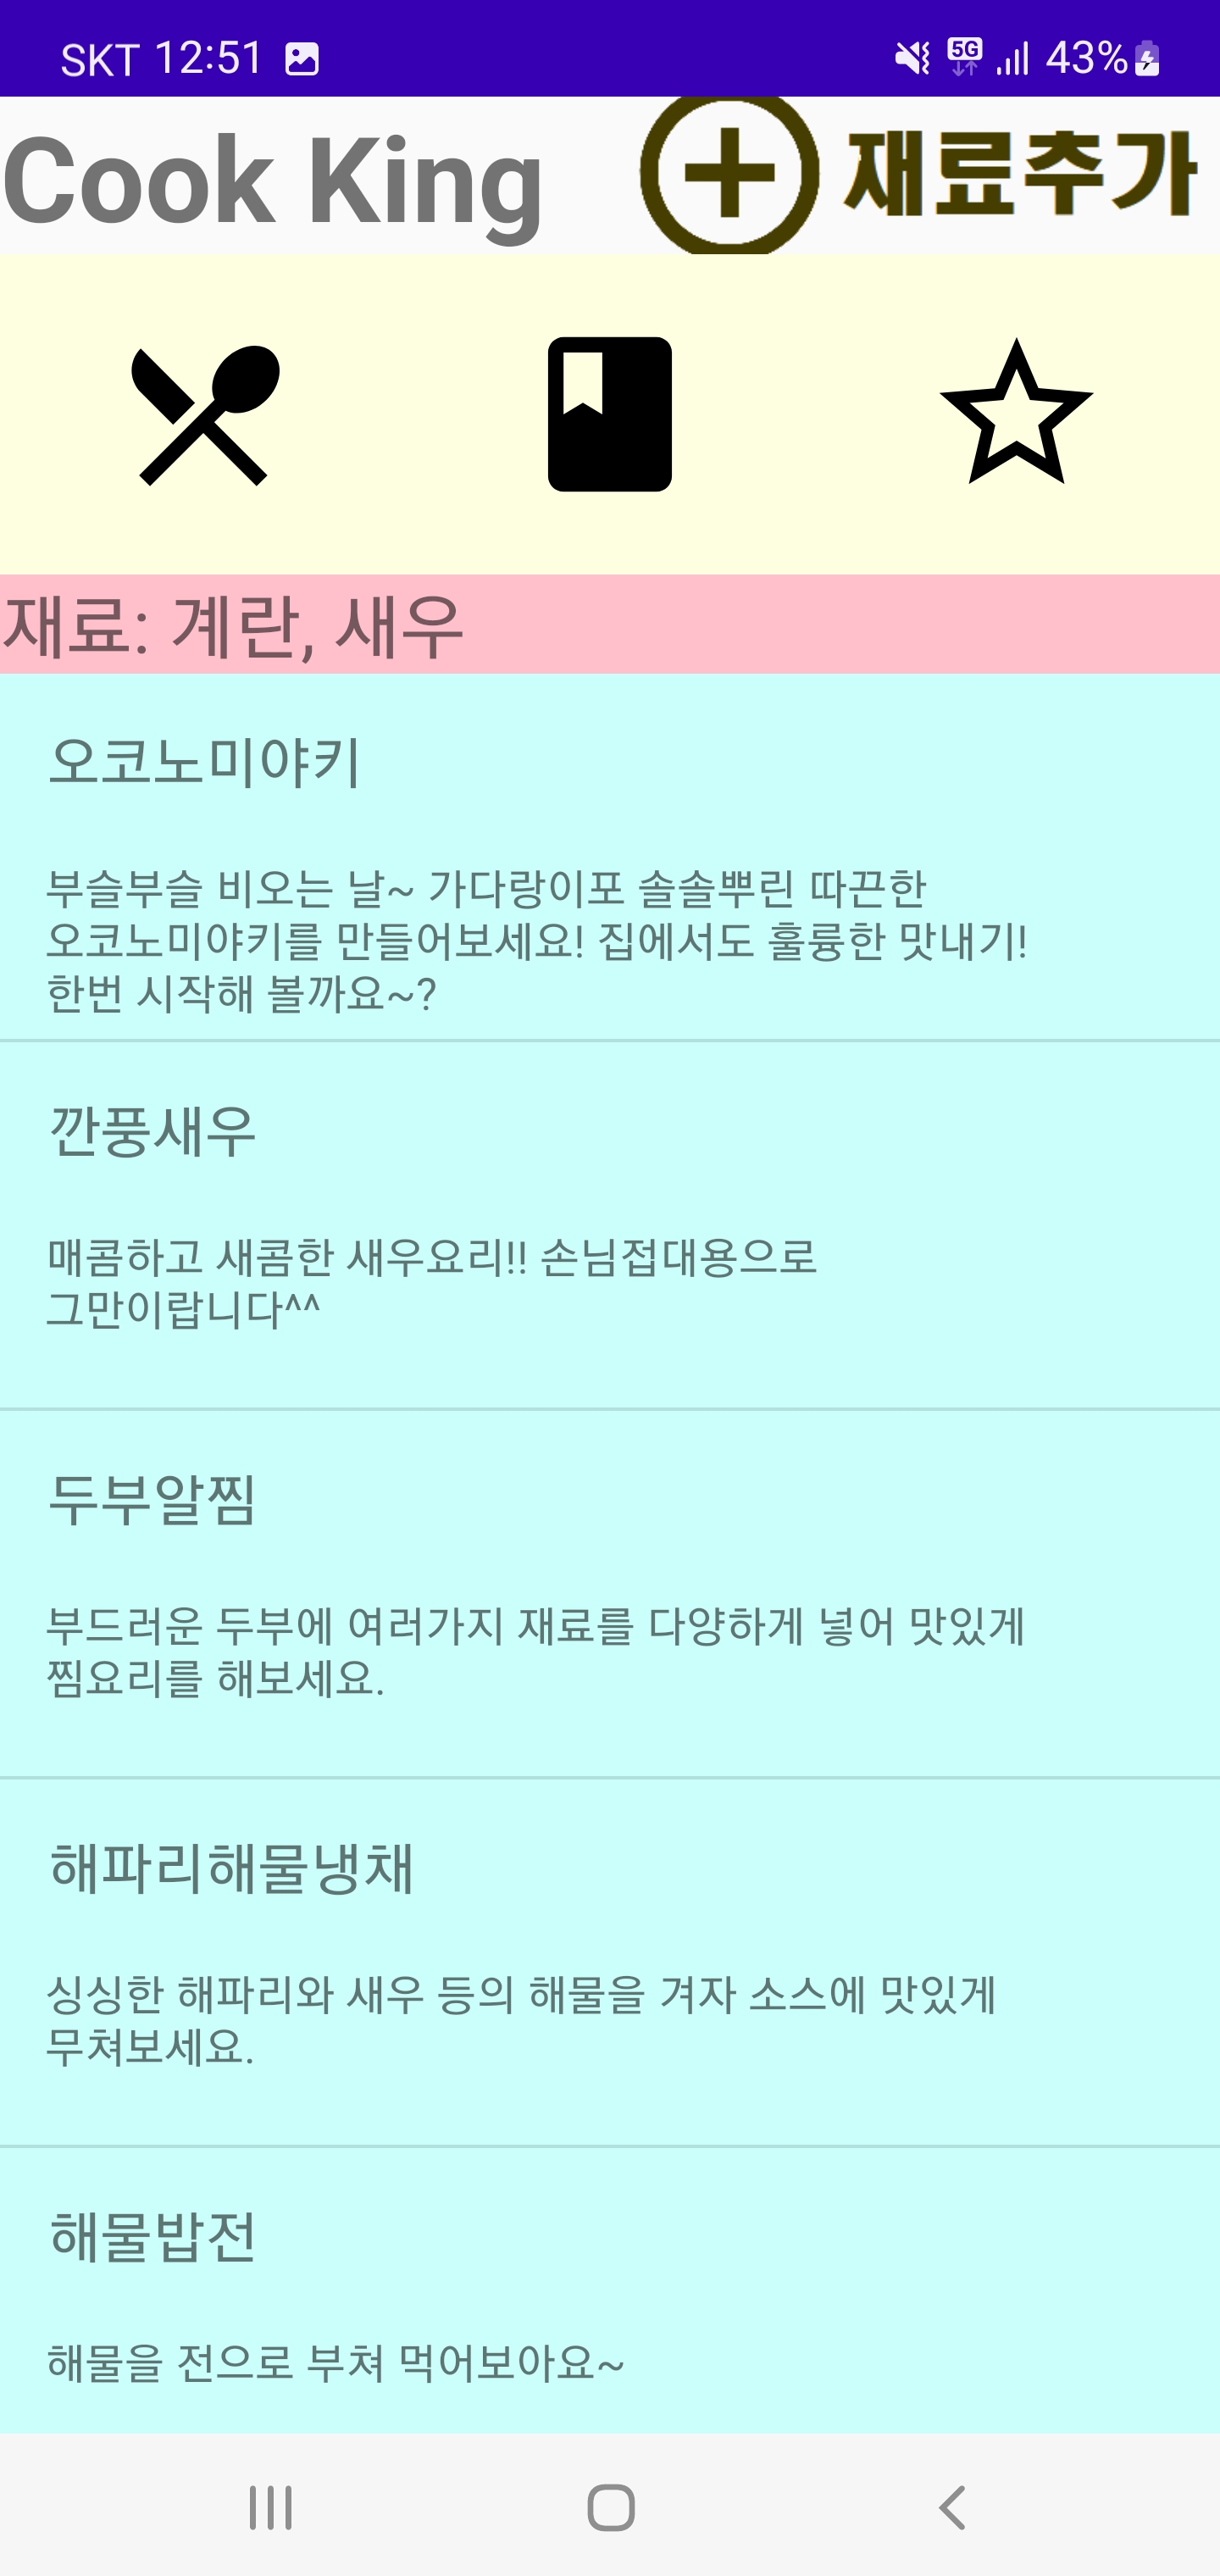 SKT 12:51
5G 43%
Cook King
재료추가
재료: 계란, 새우
오코노미야키
부슬부슬 비오는 날~ 가다랑이포 솔솔뿌린 따끈한
오코노미야키를 만들어보세요! 집에서도 훌륭한 맛내기!
한번 시작해 볼까요~?
깐풍새우
매콤하고 새콤한 새우요리!! 손님접대용으로
그만이랍니다^^
두부알찜
부드러운 두부에 여러가지 재료를 다양하게 넣어 맛있게
찜요리를 해보세요.
해파리해물냉채
싱싱한 해파리와 새우 등의 해물을 겨자 소스에 맛있게
무쳐보세요.
해물밥전
해물을 전으로 부쳐 먹어보아요~